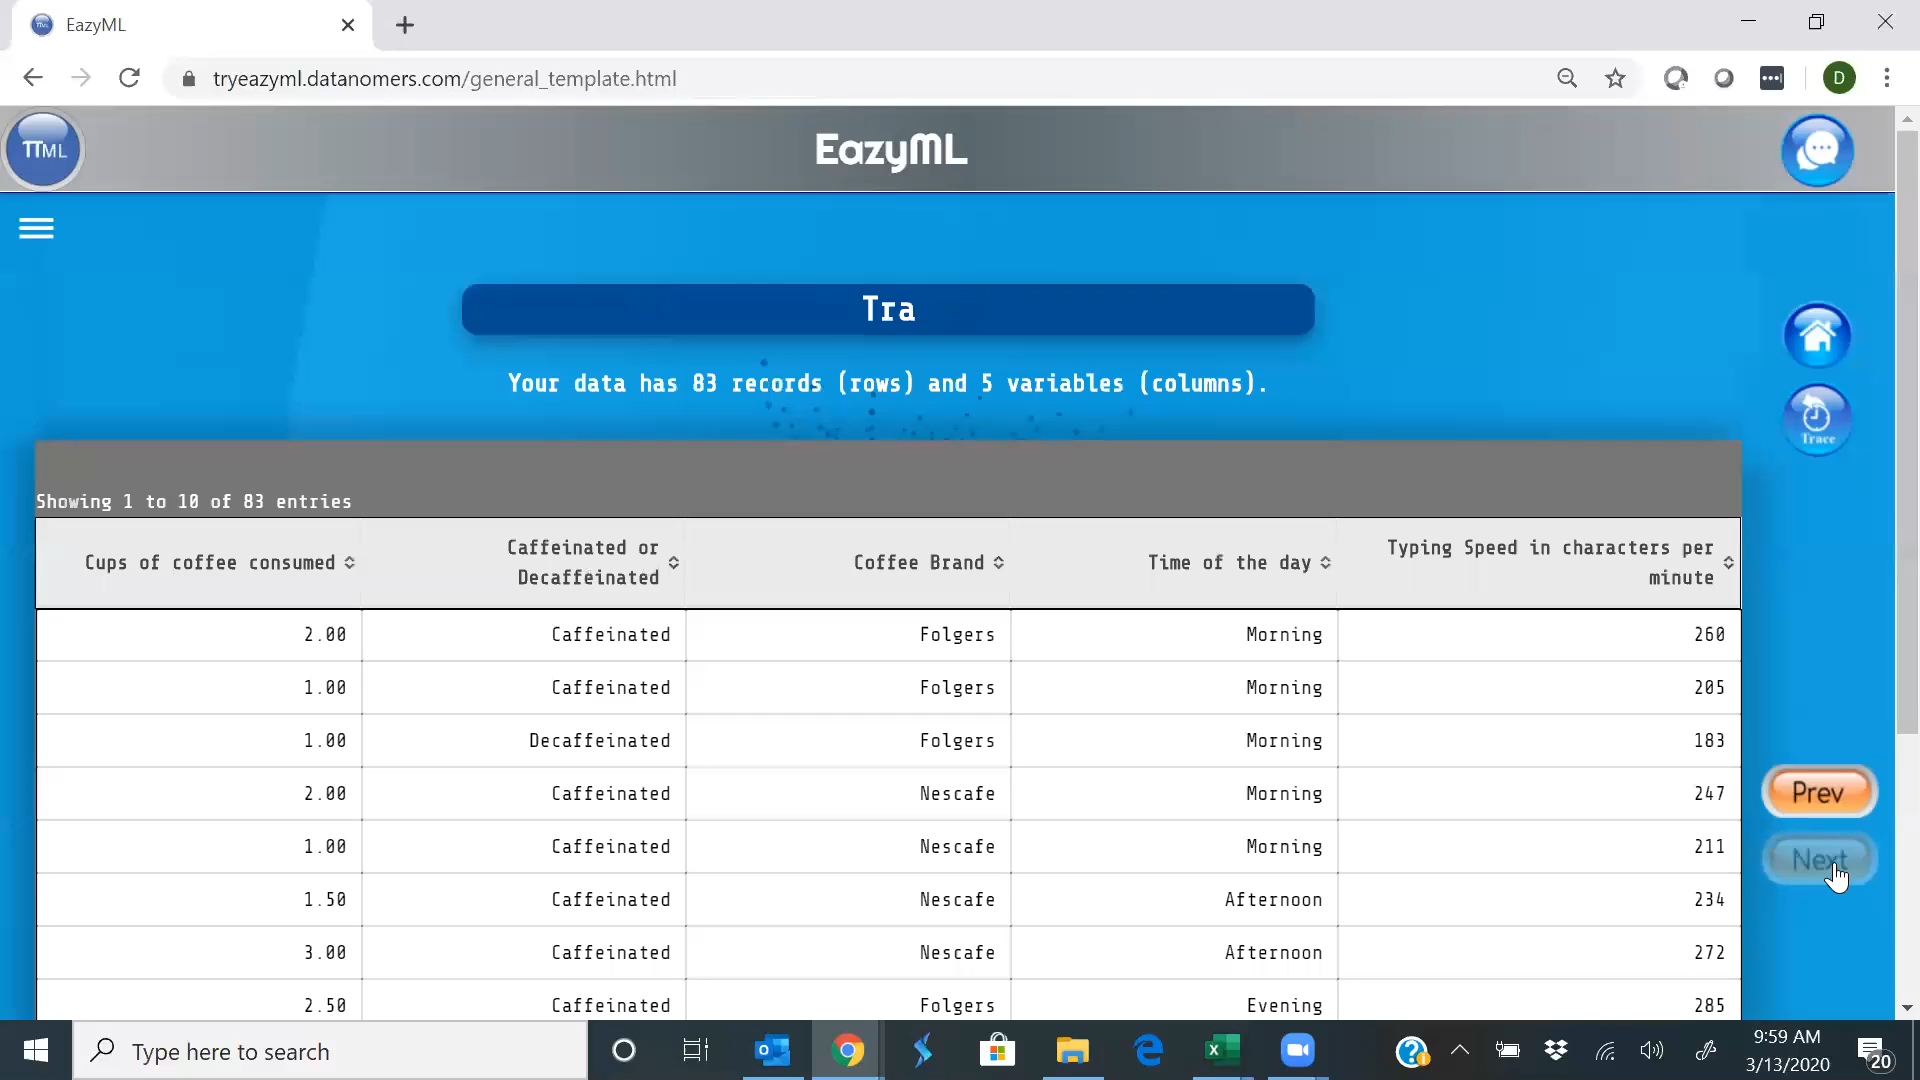 EazyML
tryeazyml.datanomers.com/general_template.html
D
TTML
EazyML
Tra
Your data has 83 records (rows) and 5 variables (columns).
Trace
Showing 1 to 10 of 83 entries
Cups of coffee consumed
Caffeinated or
Decaffeinated
Coffee Brand
Time of the day
Typing Speed in characters per
minute
2.00 Caffeinated Folgers Morning 260
1.00 Caffeinated Folgers Morning 205
1.00 Decaffeinated Folgers Morning 183
2.00 Caffeinated Nescafe Morning 247
1.00 Caffeinated Nescafe Morning 211
1.50 Caffeinated Nescafe Afternoon 234
3.00 Caffeinated Nescafe Afternoon 272
2.50 Caffeinated Folgers Evening 285
Prev
Next
Type here to search
9:59 AM
3/13/2020
20